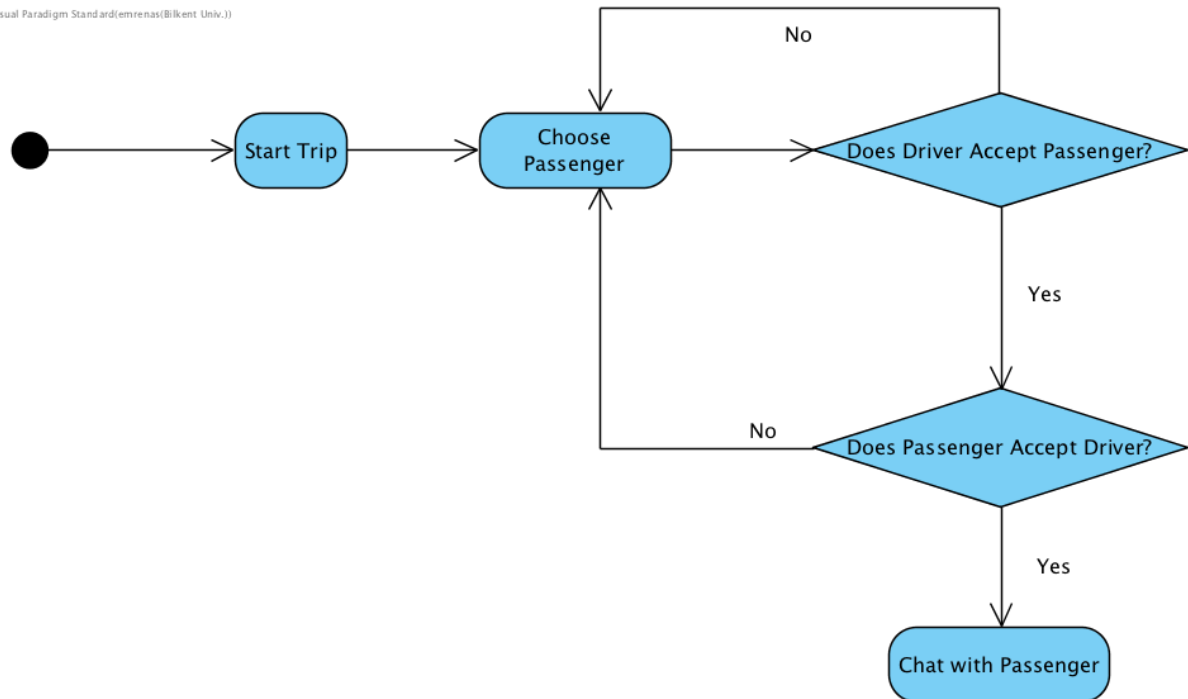 sual Paradigm Standard(emrenas(Bilkent Univ.))
No
Start Trip
Choose
Passenger
Does Driver Accept Passenger?
Yes
No
Does Passenger Accept Driver?
Yes
Chat with Passenger